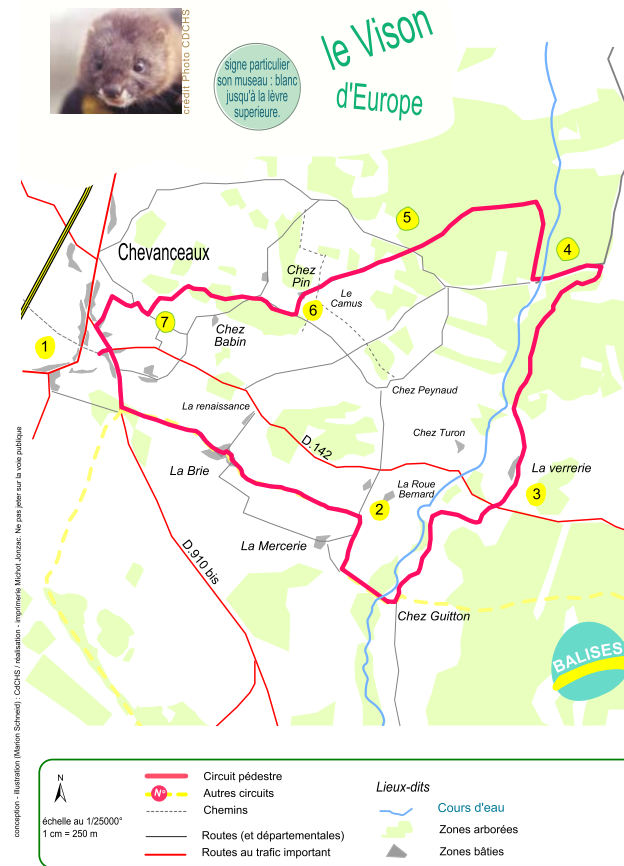 crédit Photo CDCHS
signe particulier
son museau : blanc
jusqu'à la lèvre
superieure.
le Vison
d'Europe
5
4
Chevanceaux
Chez
Pin
Le
Camus
6
7
Chez
Babin
1
Chez Peynaud
La renaissance
Chez Turon
D.142
La Brie
La verrerie
La Roue
Bernard
3
2
La Mercerie
D.910 bis
Chez Guitton
BALISES
conception - illustration (Marion Schneid) : CdCHS / réalisation - imprimerie Michot Jonzac. Ne pas jeter sur la voie publique
N
échelle au 1/25000°
1 cm = 250 m
Circuit pédestre
N° Autres circuits
Chemins
Routes (et départementales)
Routes au trafic important
Lieux-dits
Cours d'eau
Zones arborées
Zones bâties